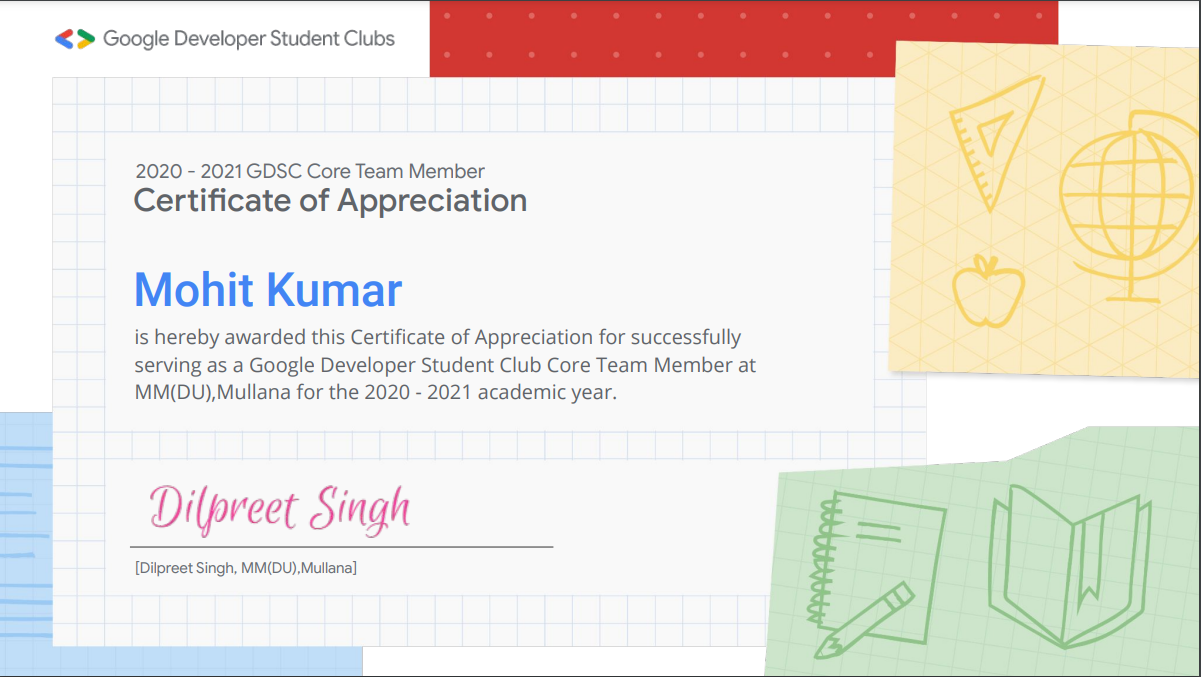 Google Developer Student Clubs
2020 - 2021 GDSC Core Team Member
Certificate of Appreciation
Mohit Kumar
is hereby awarded this Certificate of Appreciation for successfully
serving as a Google Developer Student Club Core Team Member at
MM(DU),Mullana for the 2020 - 2021 academic year.
Dilpreet Singh
[Dilpreet Singh, MM(DU),Mullana]